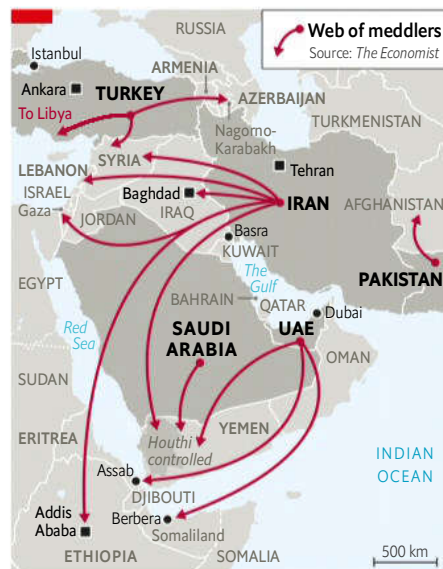 Web of meddlers
Source: The Economist
RUSSIA
Istanbul
ARMENIA
Ankara
TURKEY
AZERBAIJAN
To Libya
Nagorno-
Karabakh
TURKMENISTAN
SYRIA
LEBANON
Tehran
ISRAEL
Baghdad
IRAN
AFGHANISTAN
Gaza
IRAQ
JORDAN
Basra
KUWAIT
PAKISTAN
EGYPT
The
Gulf
BAHRAIN
QATAR
Dubai
Red
Sea
SAUDI
ARABIA
UAE
OMAN
SUDAN
YEMEN
ERITREA
Houthi
controlled
INDIAN
OCEAN
Assab
DJIBOUTI
Addis
Ababa
Berbera
Somaliland
ETHIOPIA
SOMALIA
500 km